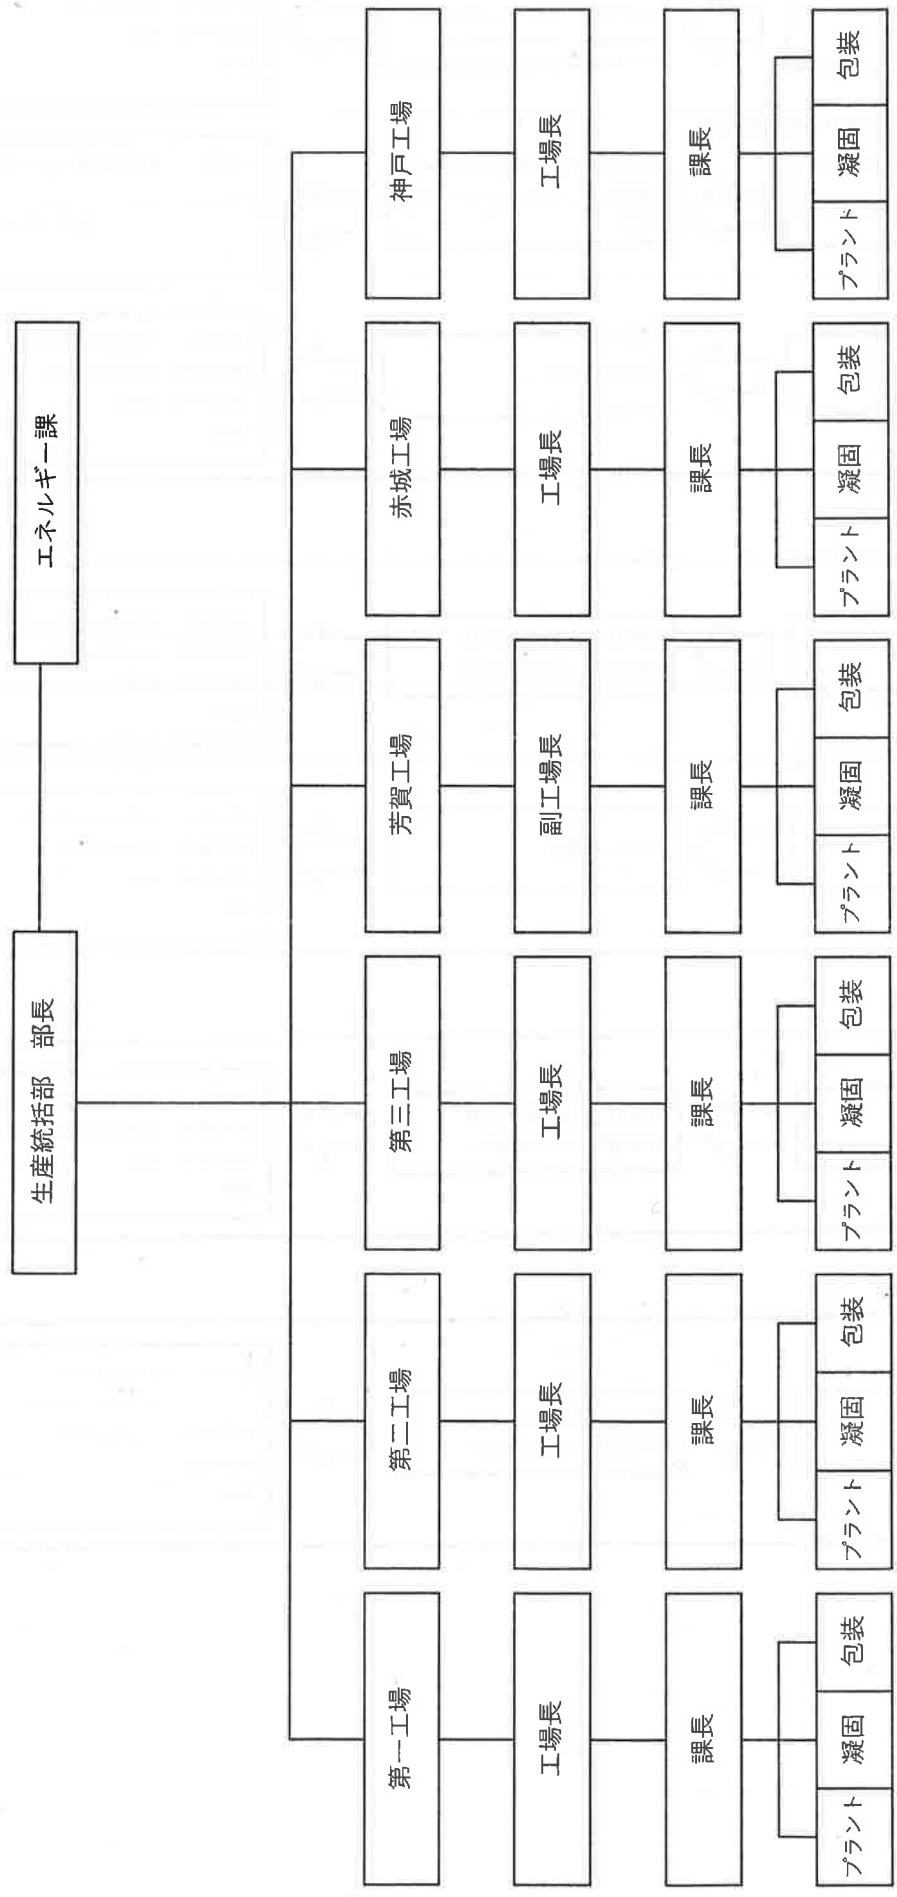 生産統括部 部長
エネルギー課
第一工場
第二工場
第三工場
芳賀工場
赤城工場
神戸工場
工場長
工場長
工場長
副工場長
工場長
工場長
課長
課長
課長
課長
課長
課長
プラント 凝固 包装
プラント 凝固 包装
プラント 凝固 包装
プラント 凝固 包装
プラント 凝固 包装
プラント 凝固 包装